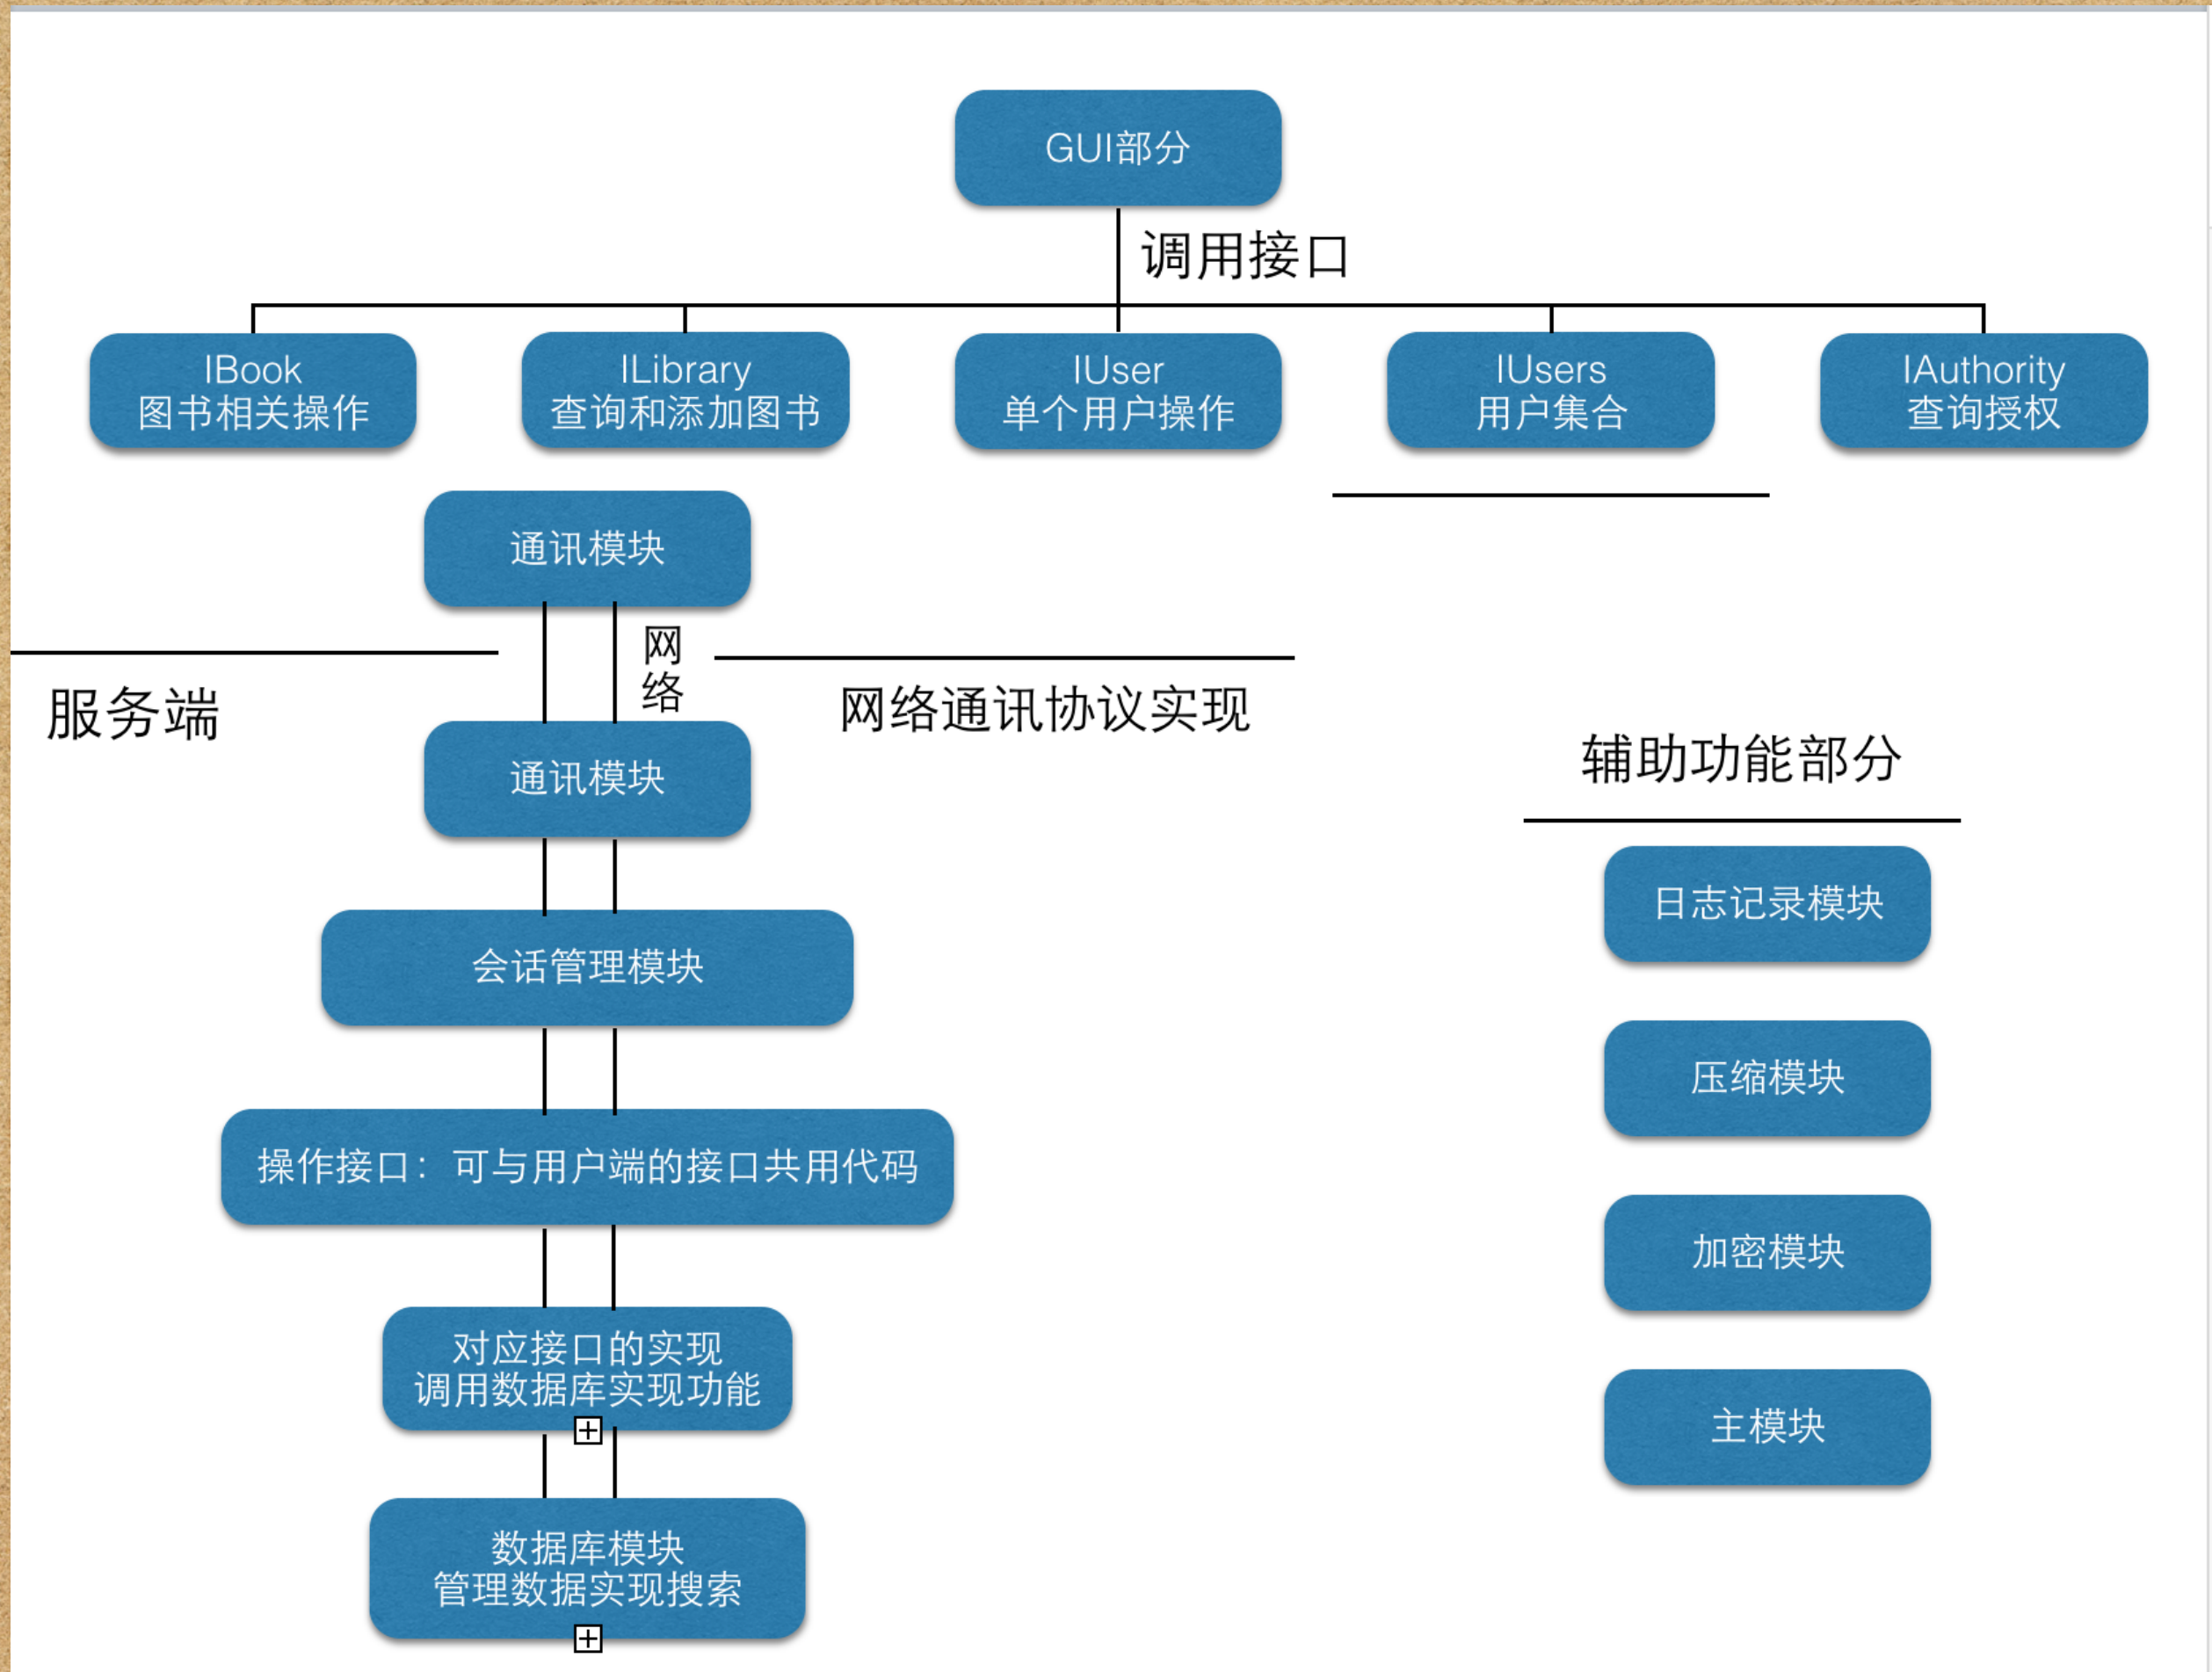 GUI部分
调用接口
IBook
图书相关操作
ILibrary
查询和添加图书
IUser
单个用户操作
IUsers
用户集合
IAuthority
查询授权
通讯模块
网
络
服务端
网络通讯协议实现
通讯模块
会话管理模块
操作接口：可与用户端的接口共用代码
对应接口的实现
调用数据库实现功能
数据库模块
管理数据实现搜索
辅助功能部分
日志记录模块
压缩模块
加密模块
主模块